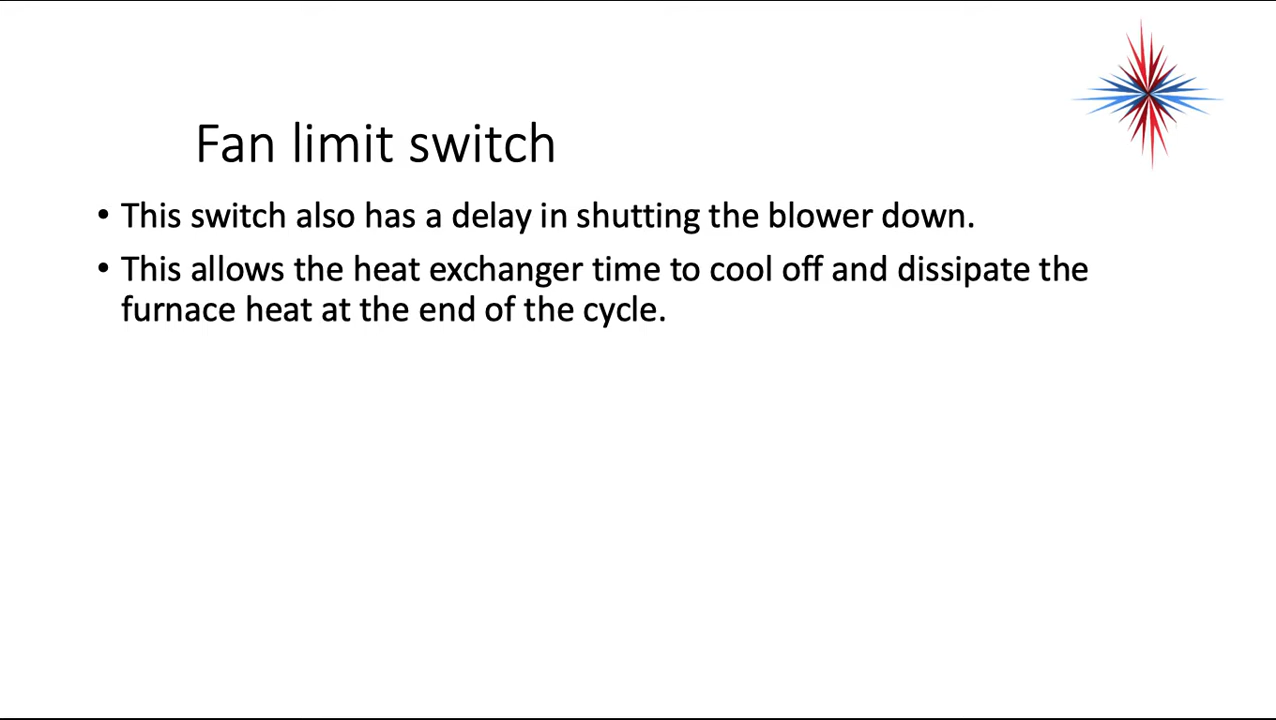 Fan limit switch
• This switch also has a delay in shutting the blower down.
• This allows the heat exchanger time to cool off and dissipate the
furnace heat at the end of the cycle.